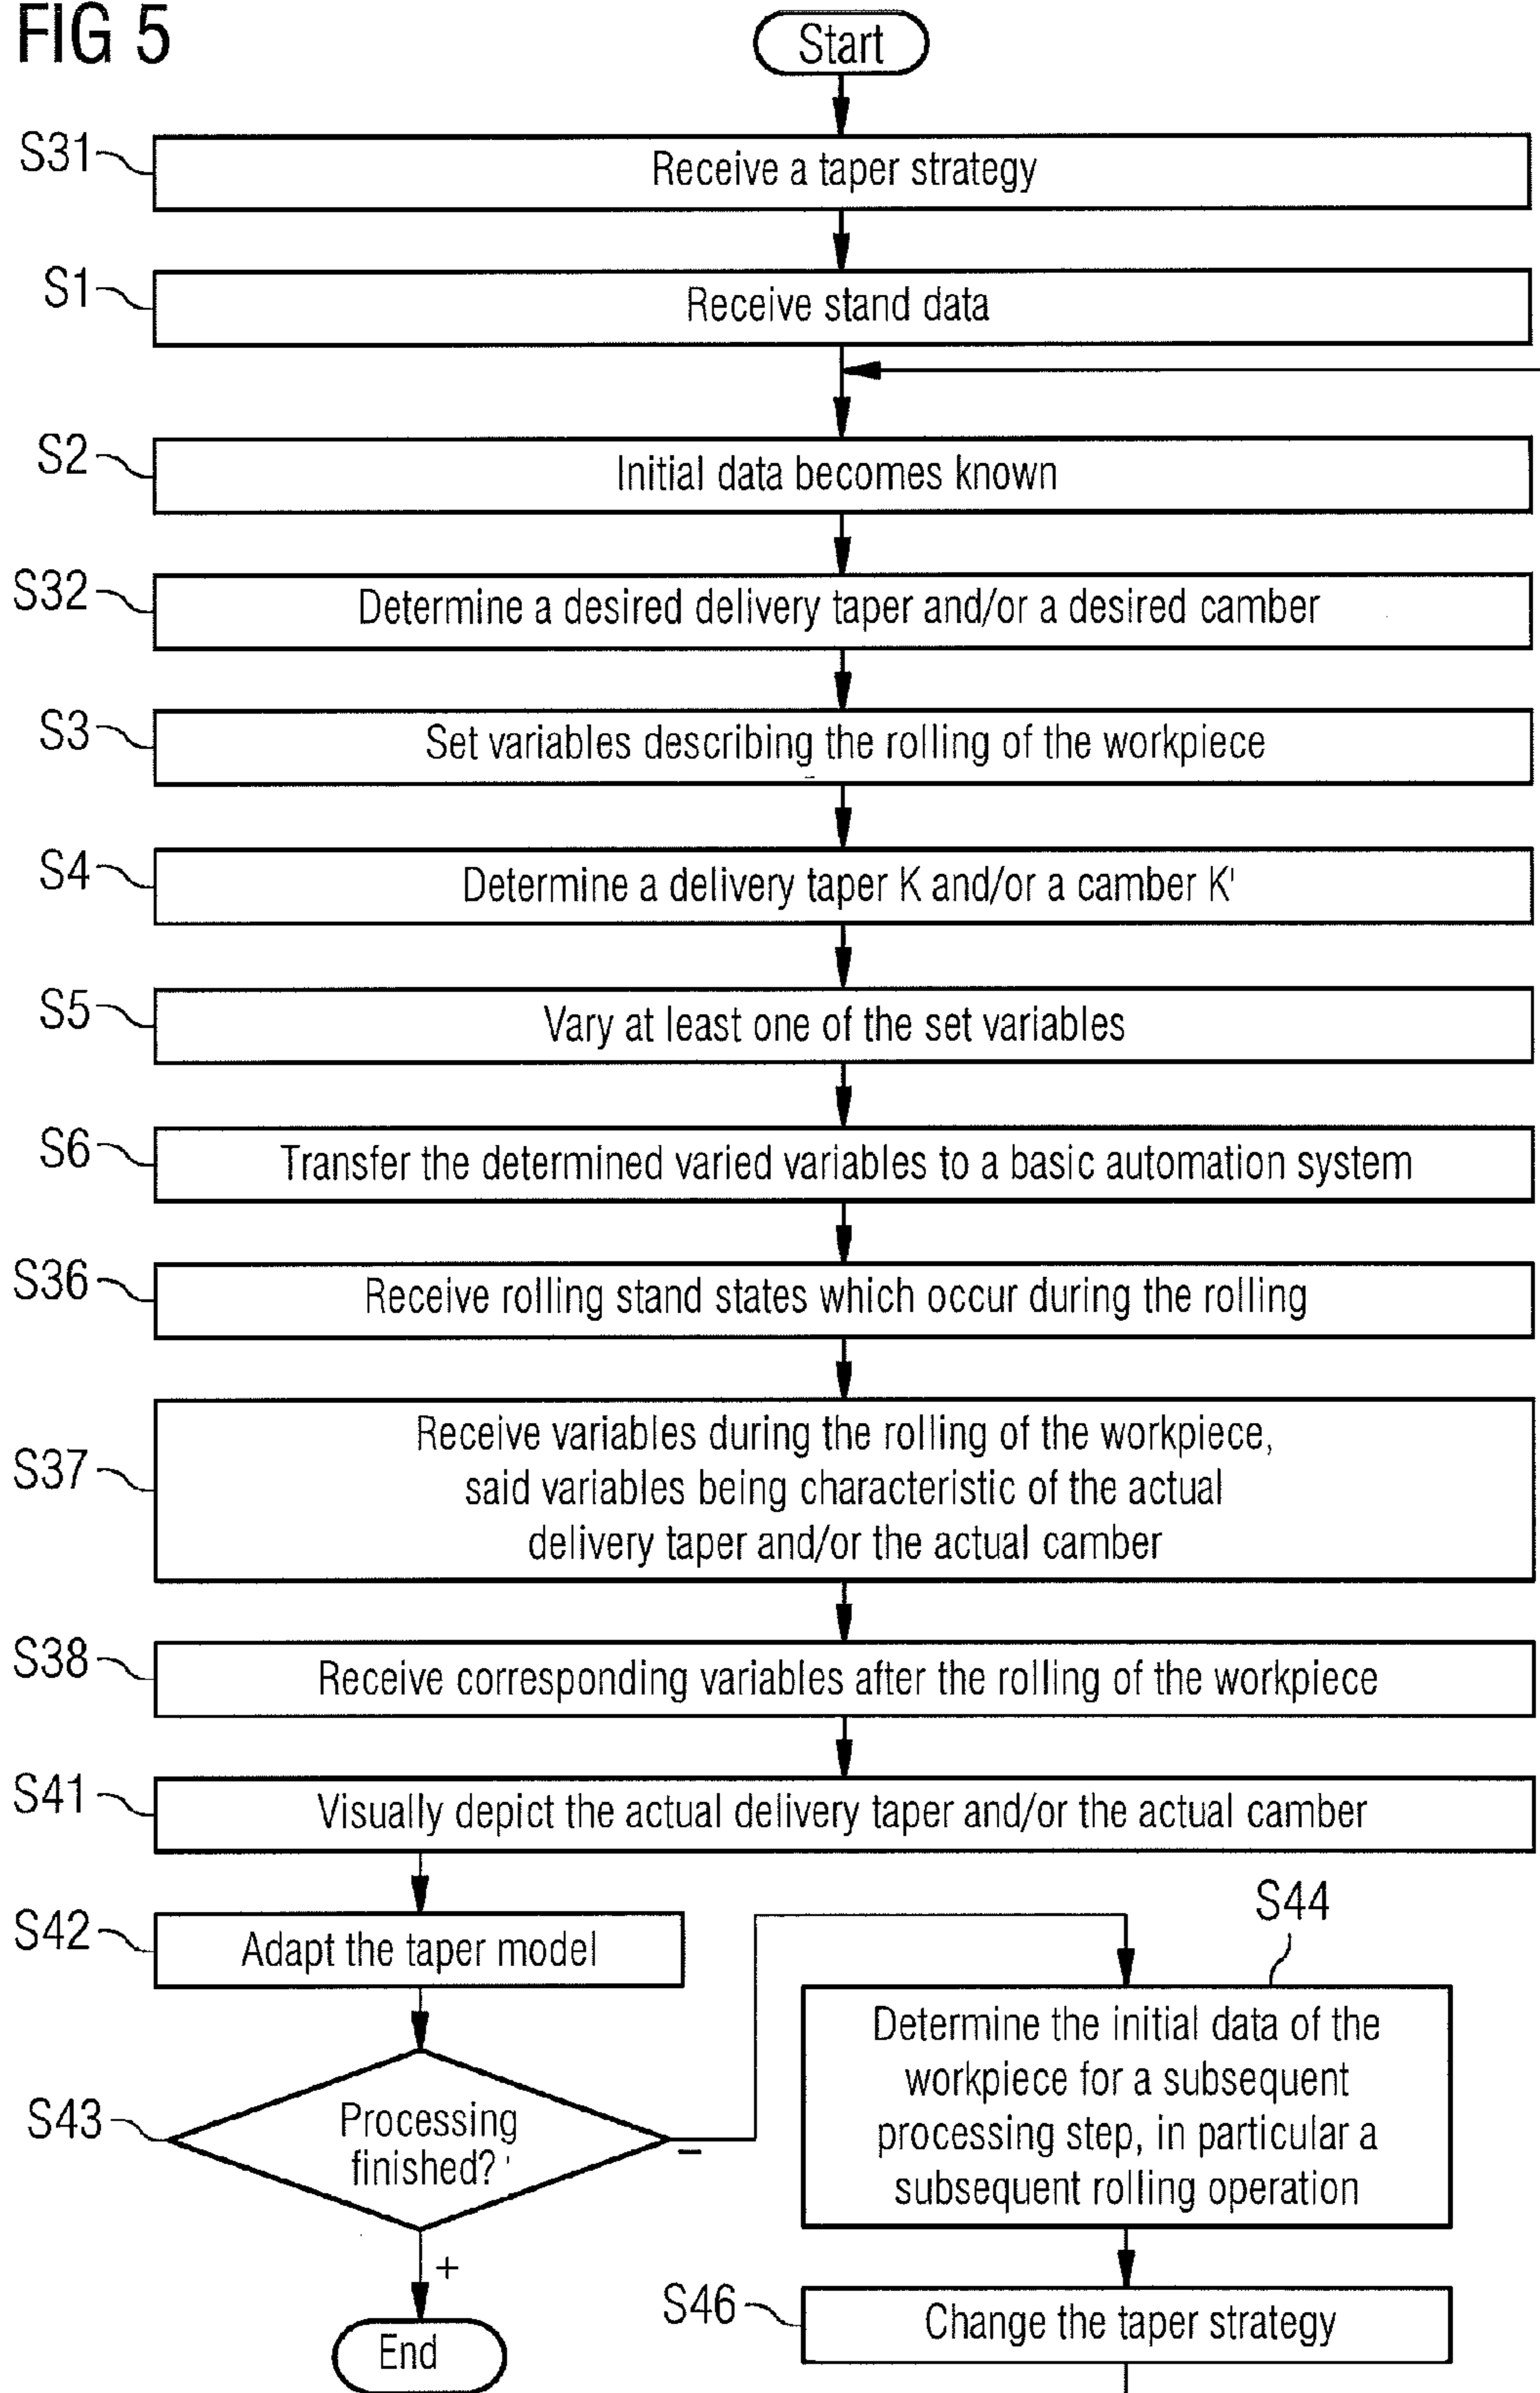 FIG 5
Start
S31
Receive a taper strategy
S1
Receive stand data
S2
Initial data becomes known
S32
Determine a desired delivery taper and/or a desired camber
S3
Set variables describing the rolling of the workpiece
S4
Determine a delivery taper K and/or a camber K'
S5
Vary at least one of the set variables
S6
Transfer the determined varied variables to a basic automation system
S36
Receive rolling stand states which occur during the rolling
S37
Receive variables during the rolling of the workpiece,
said variables being characteristic of the actual
delivery taper and/or the actual camber
S38
Receive corresponding variables after the rolling of the workpiece
S41
Visually depict the actual delivery taper and/or the actual camber
S42
Adapt the taper model
S43
Processing
finished?
–
+
End
S44
Determine the initial data of the
workpiece for a subsequent
processing step, in particular a
subsequent rolling operation
S46
Change the taper strategy